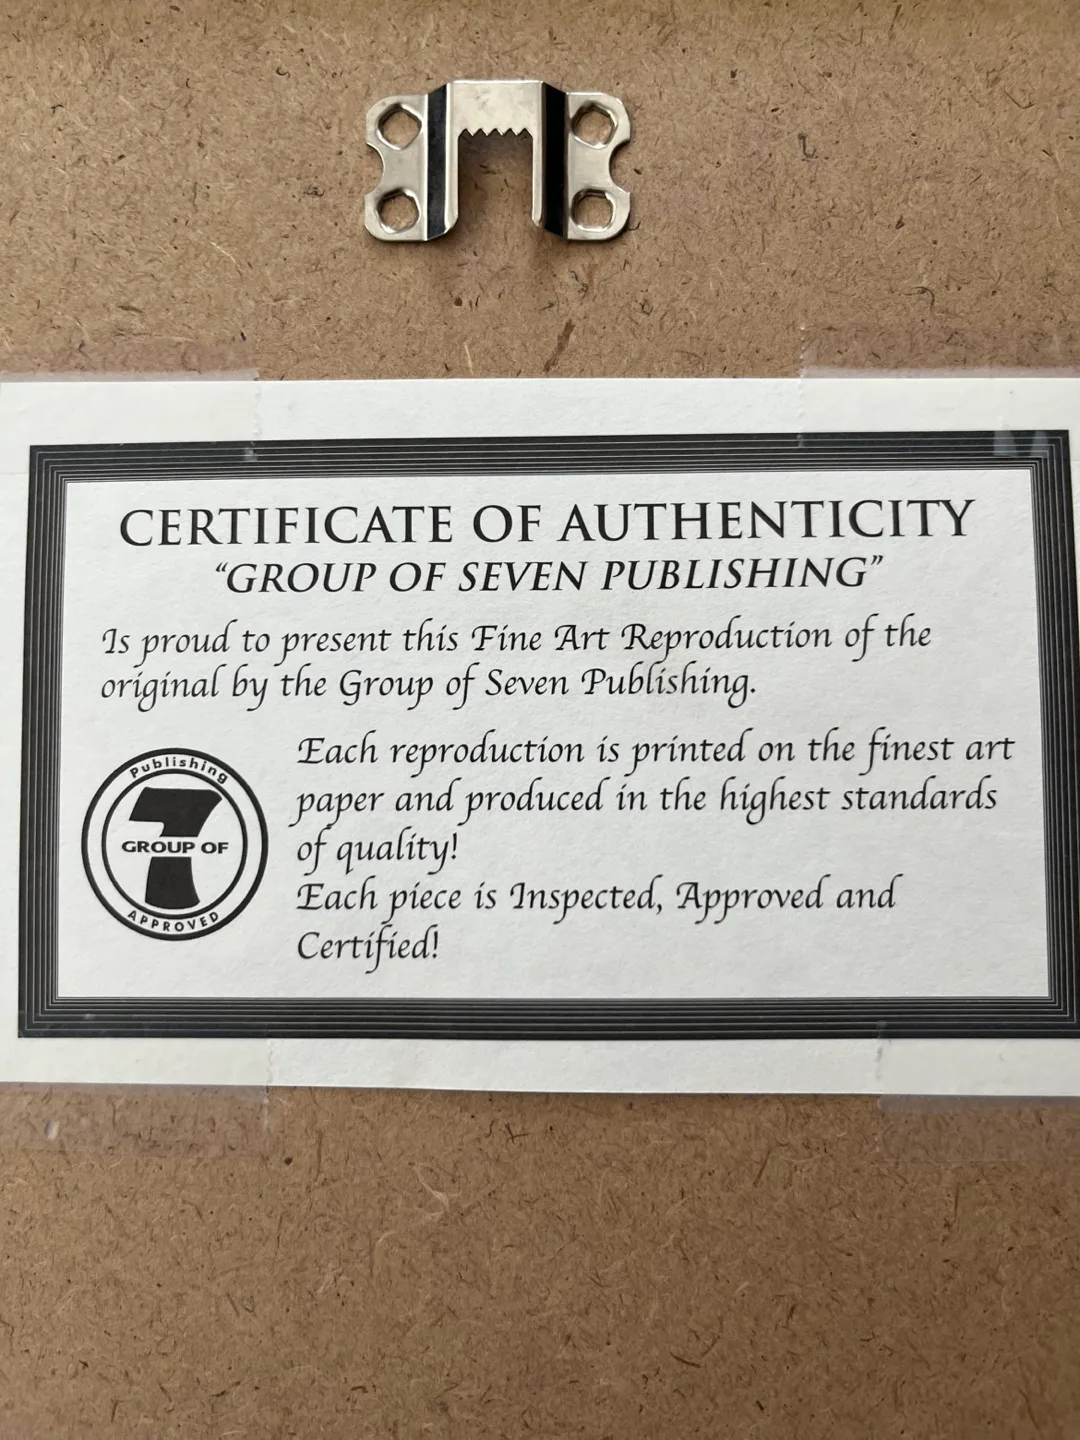 CERTIFICATE OF AUTHENTICITY
“GROUP OF SEVEN PUBLISHING”
Is proud to present this Fine Art Reproduction of the
original by the Group of Seven Publishing.
Each reproduction is printed on the finest art
paper and produced in the highest standards
of quality!
Each piece is Inspected, Approved and
Certified!
Publishing
7
GROUP OF
APPROVED